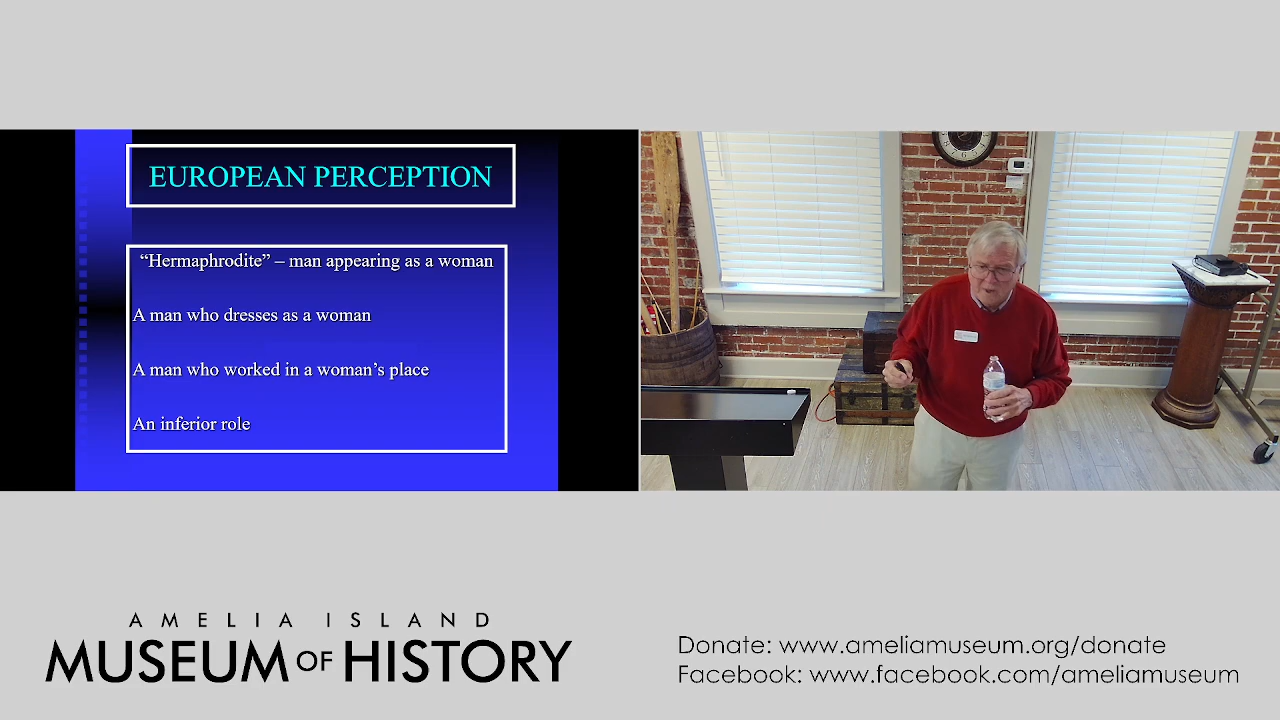 EUROPEAN PERCEPTION
“Hermaphrodite” – man appearing as a woman
A man who dresses as a woman
A man who worked in a woman’s place
An inferior role
AMELIA ISLAND
MUSEUM OF HISTORY
Donate: www.ameliamuseum.org/donate
Facebook: www.facebook.com/ameliamuseum